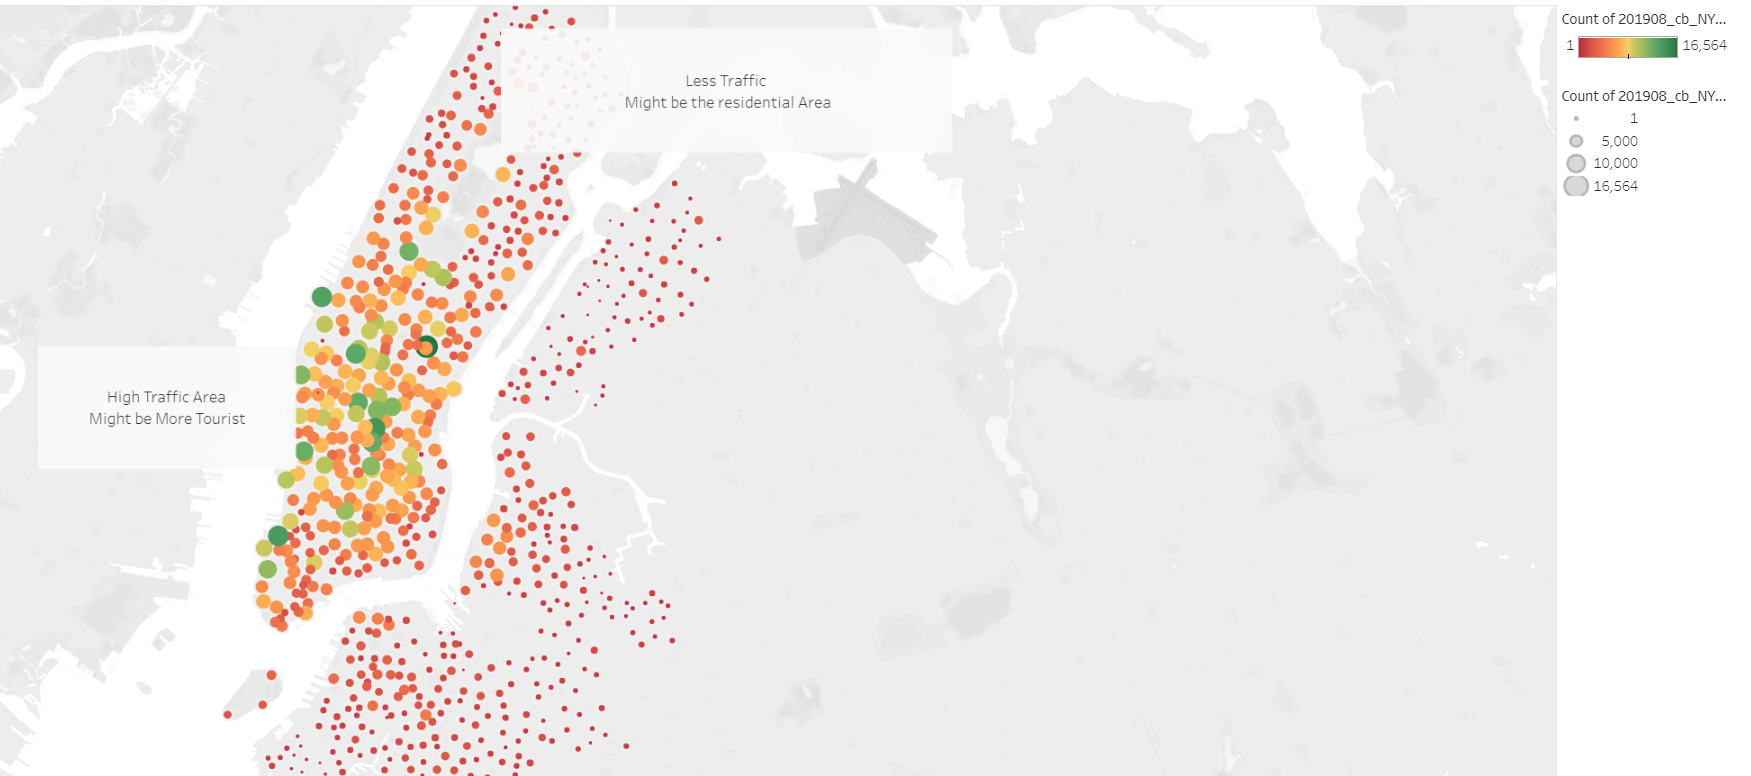 Less Traffic
Might be the residential Area
High Traffic Area
Might be More Tourist
Count of 201908_cb_NY...
1 16,564
Count of 201908_cb_NY...
1
5,000
10,000
16,564